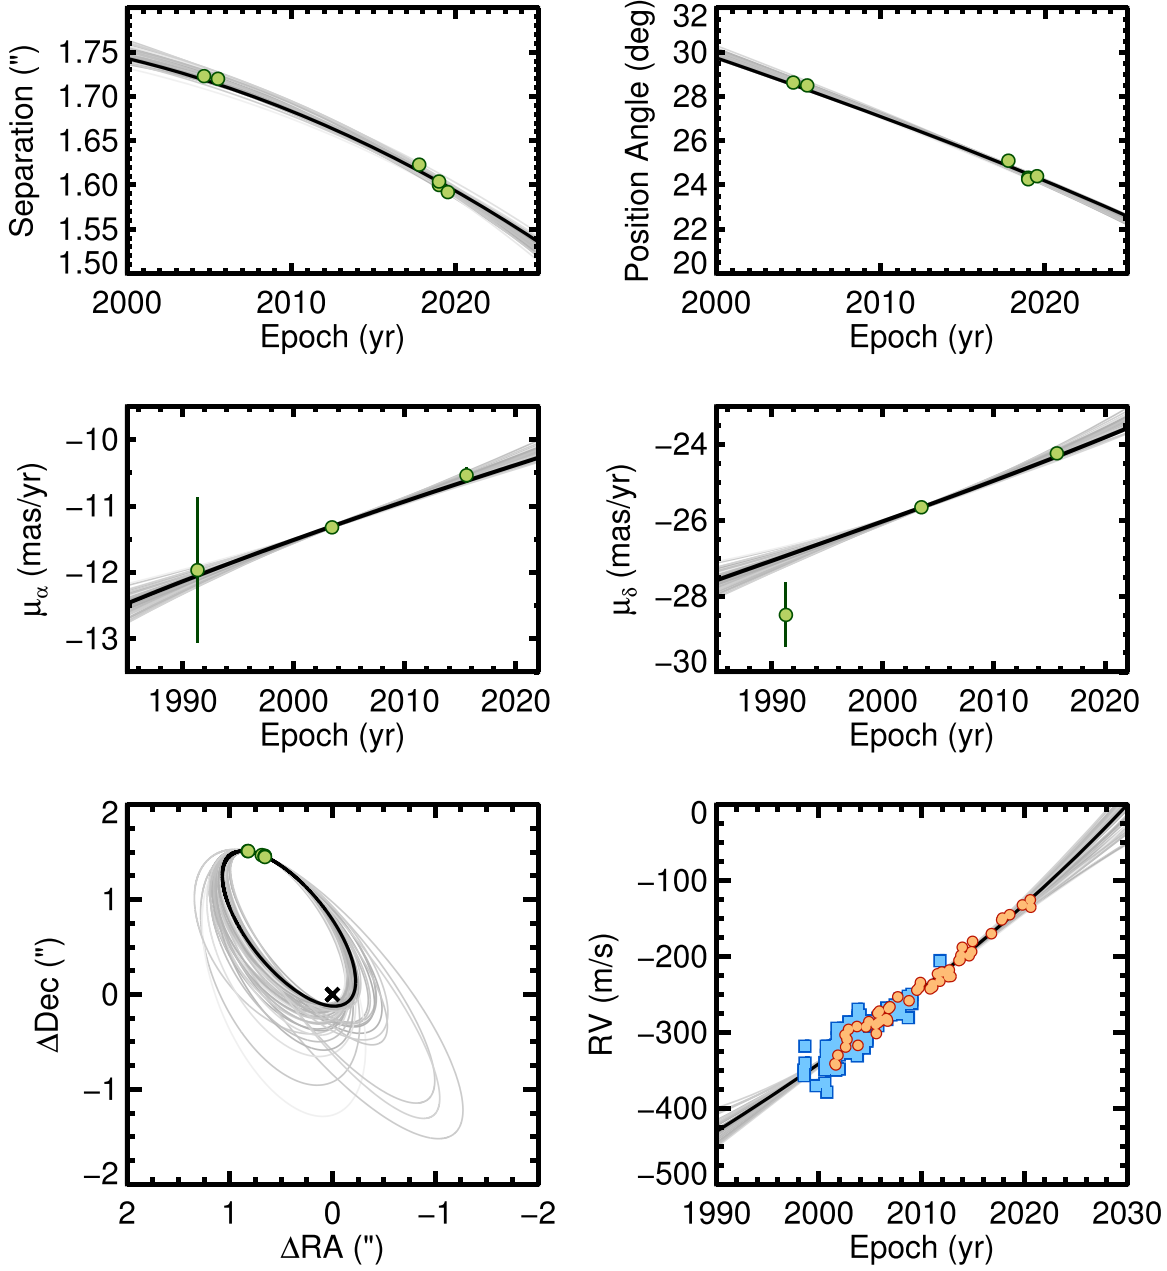 Separation (")
1.75
1.70
1.65
1.60
1.55
1.50
2000 2010 2020
Epoch (yr)
Position Angle (deg)
32
30
28
26
24
22
20
2000 2010 2020
Epoch (yr)
μα (mas/yr)
−10
−11
−12
−13
1990 2000 2010 2020
Epoch (yr)
μδ (mas/yr)
−24
−26
−28
−30
1990 2000 2010 2020
Epoch (yr)
ΔDec (")
2
1
0
−1
−2
2 1 0 −1 −2
ΔRA (")
RV (m/s)
0
−100
−200
−300
−400
−500
1990 2000 2010 2020 2030
Epoch (yr)